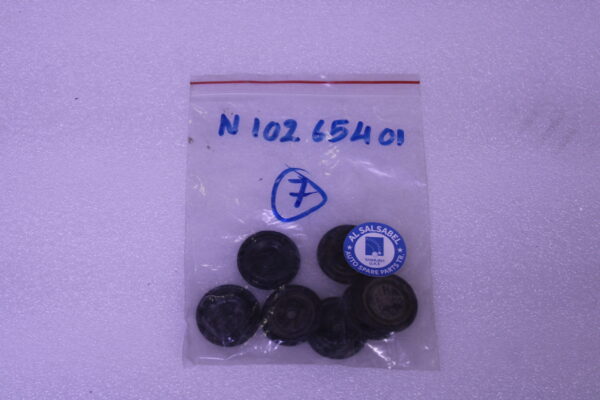 N 102 654 01
7
AL SALSABEL
U.A.E
AUTO SPARE PARTS TR.